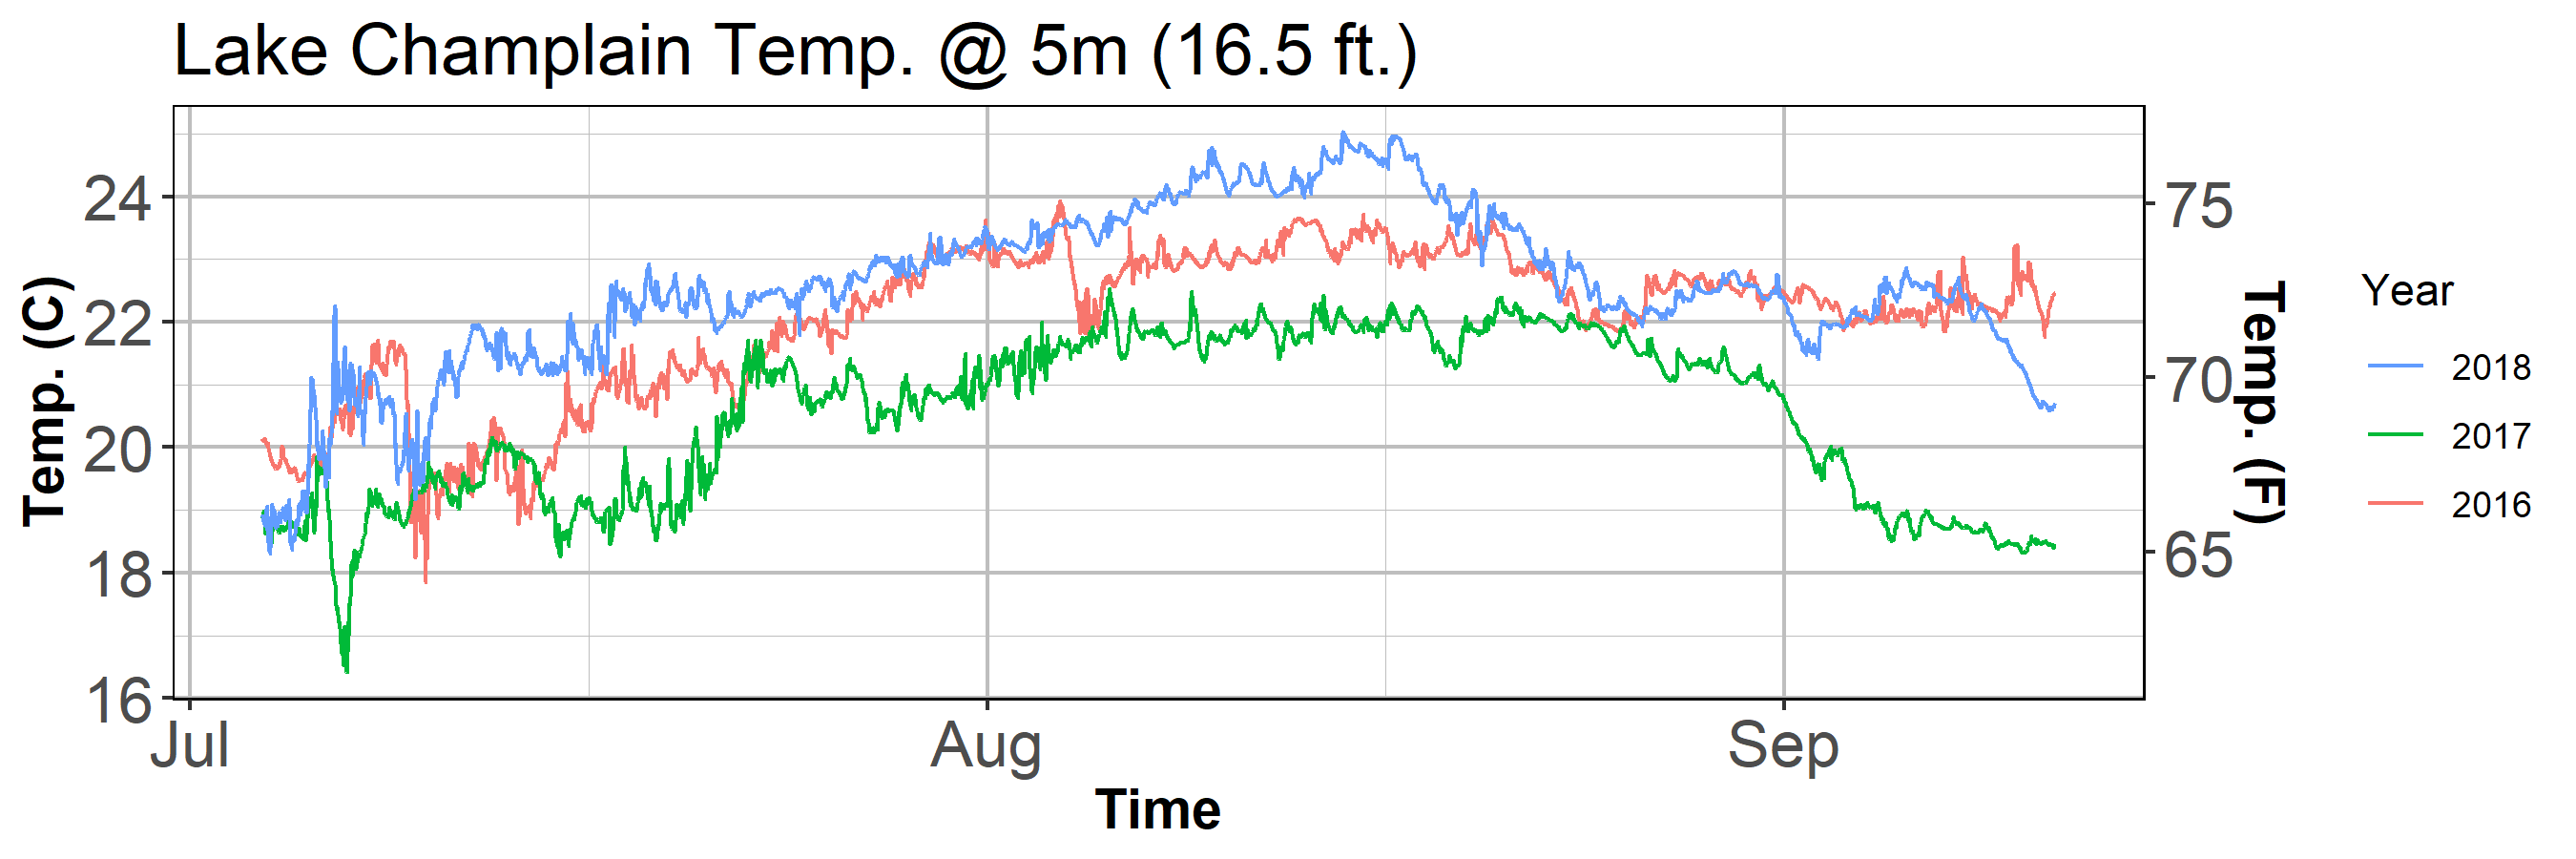 Lake Champlain Temp. @ 5m (16.5 ft.)
Temp. (C)
24
22
20
18
16
75
70
65
Temp. (F)
Jul
Aug
Sep
Time
Year
2018
2017
2016